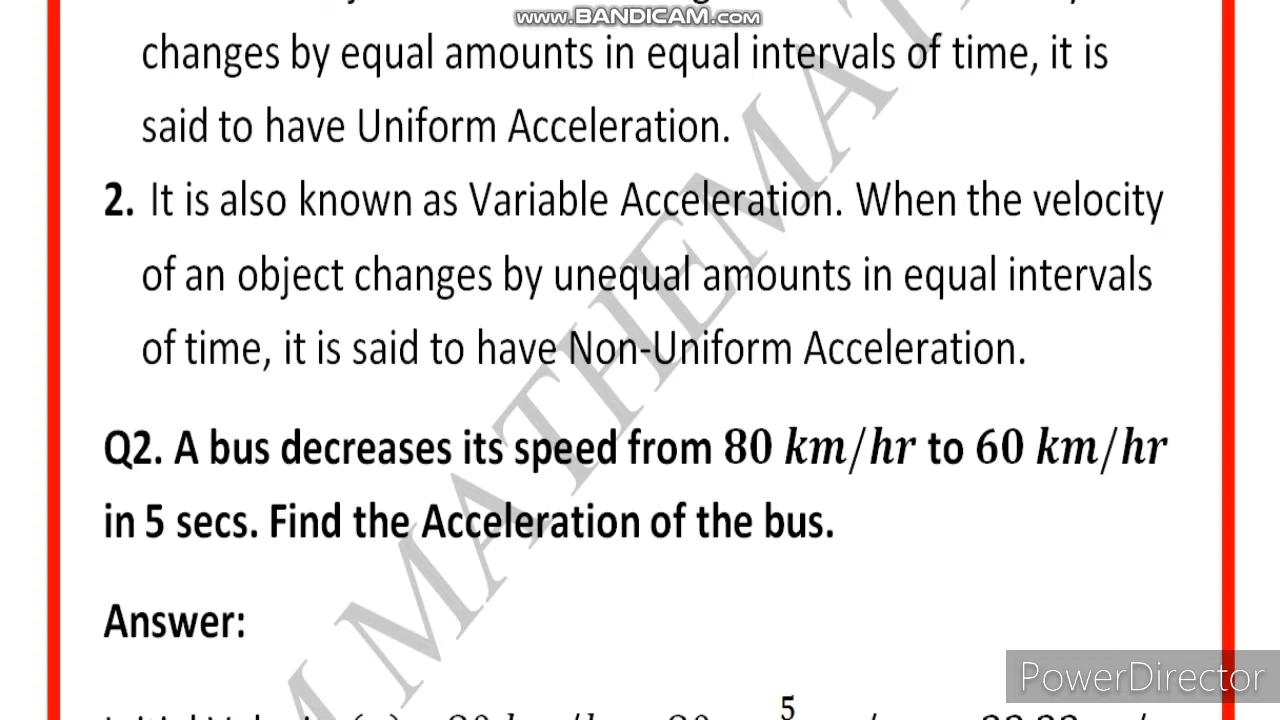 www.BANDICAM.com
changes by equal amounts in equal intervals of time, it is
said to have Uniform Acceleration.
2. It is also known as Variable Acceleration. When the velocity
of an object changes by unequal amounts in equal intervals
of time, it is said to have Non-Uniform Acceleration.
Q2. A bus decreases its speed from 80 km/hr to 60 km/hr
in 5 secs. Find the Acceleration of the bus.
Answer:
PowerDirector
5